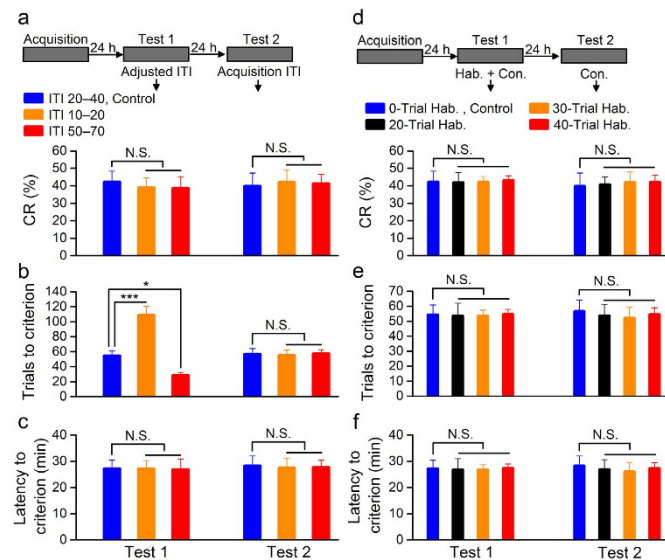 a
Acquisition
24 h
Test 1
24 h
Test 2
Adjusted ITI
Acquisition ITI
ITI 20–40, Control
ITI 10–20
ITI 50–70
N.S.
N.S.
CR (%)
60
50
40
30
20
10
0
b
Trials to criterion
140
120
100
80
60
40
20
0
***
*
N.S.
c
Latency to
criterion (min)
40
30
20
10
0
N.S.
N.S.
Test 1
Test 2
d
Acquisition
24 h
Test 1
24 h
Test 2
Hab. + Con.
Con.
0-Trial Hab. , Control
30-Trial Hab.
20-Trial Hab.
40-Trial Hab.
N.S.
N.S.
CR (%)
60
50
40
30
20
10
0
e
Trials to criterion
70
60
50
40
30
20
10
0
N.S.
N.S.
f
Latency to
criterion (min)
40
30
20
10
0
N.S.
N.S.
Test 1
Test 2